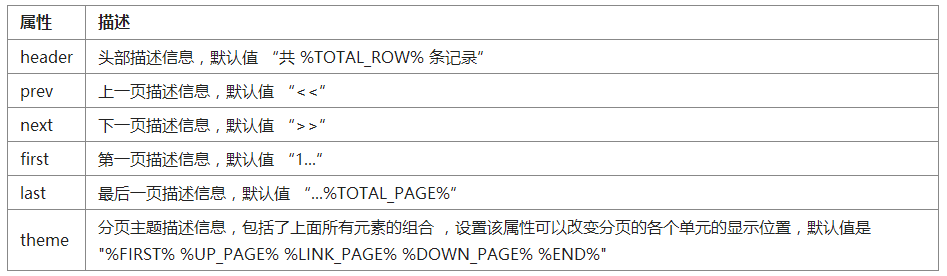 属性 描述
header 头部描述信息，默认值 “共 %TOTAL_ROW% 条记录“
prev 上一页描述信息，默认值 “<<”
next 下一页描述信息，默认值 “>>”
first 第一页描述信息，默认值 “1...”
last 最后一页描述信息，默认值 “...%TOTAL_PAGE%“
theme 分页主题描述信息，包括了上面所有元素的组合 ，设置该属性可以改变分页的各个单元的显示位置，默认值是
"%FIRST% %UP_PAGE% %LINK_PAGE% %DOWN_PAGE% %END%"